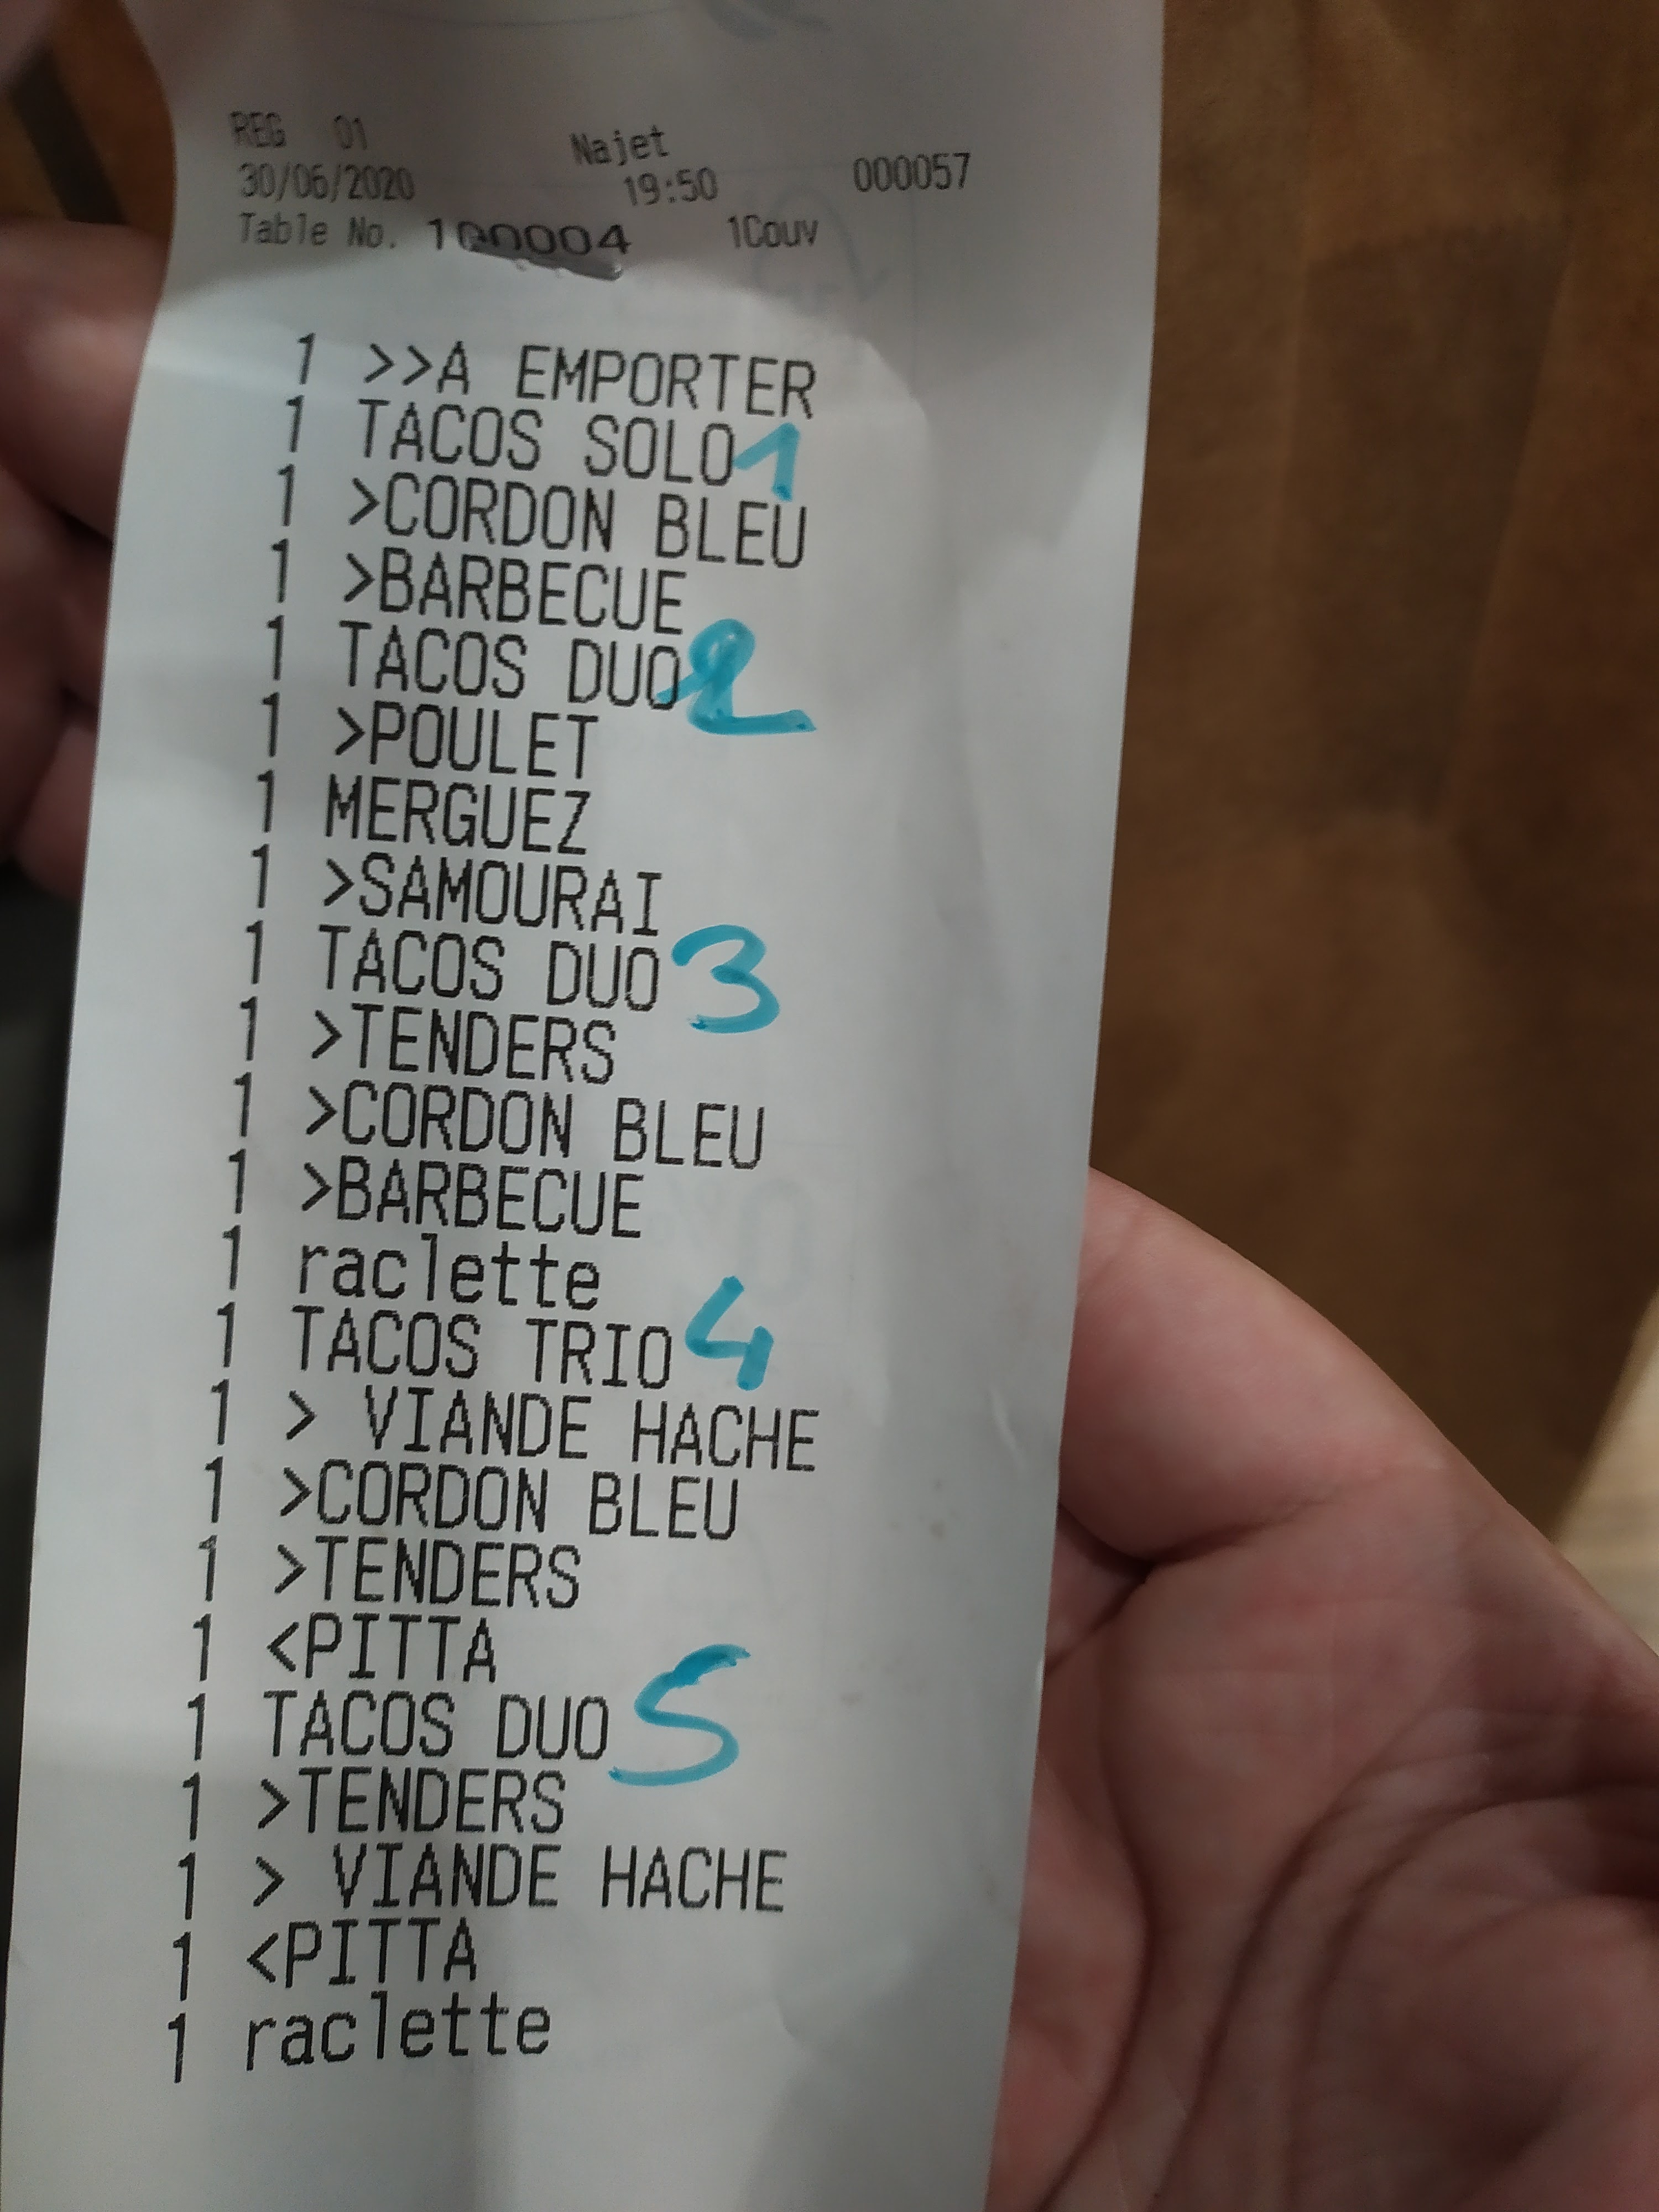 REG 01 Najet
30/06/2020 19:50 000057
Table No. 100004 1Couv
1 >>A EMPORTER
1 TACOS SOLO 1
1 >CORDON BLEU
1 >BARBECUE
1 TACOS DUO 2
1 >POULET
1 MERGUEZ
1 >SAMOURAI
1 TACOS DUO 3
1 >TENDERS
1 >CORDON BLEU
1 >BARBECUE
1 raclette
1 TACOS TRIO 4
1 > VIANDE HACHE
1 >CORDON BLEU
1 >TENDERS
1 <PITTA
1 TACOS DUO 5
1 >TENDERS
1 > VIANDE HACHE
1 <PITTA
1 raclette